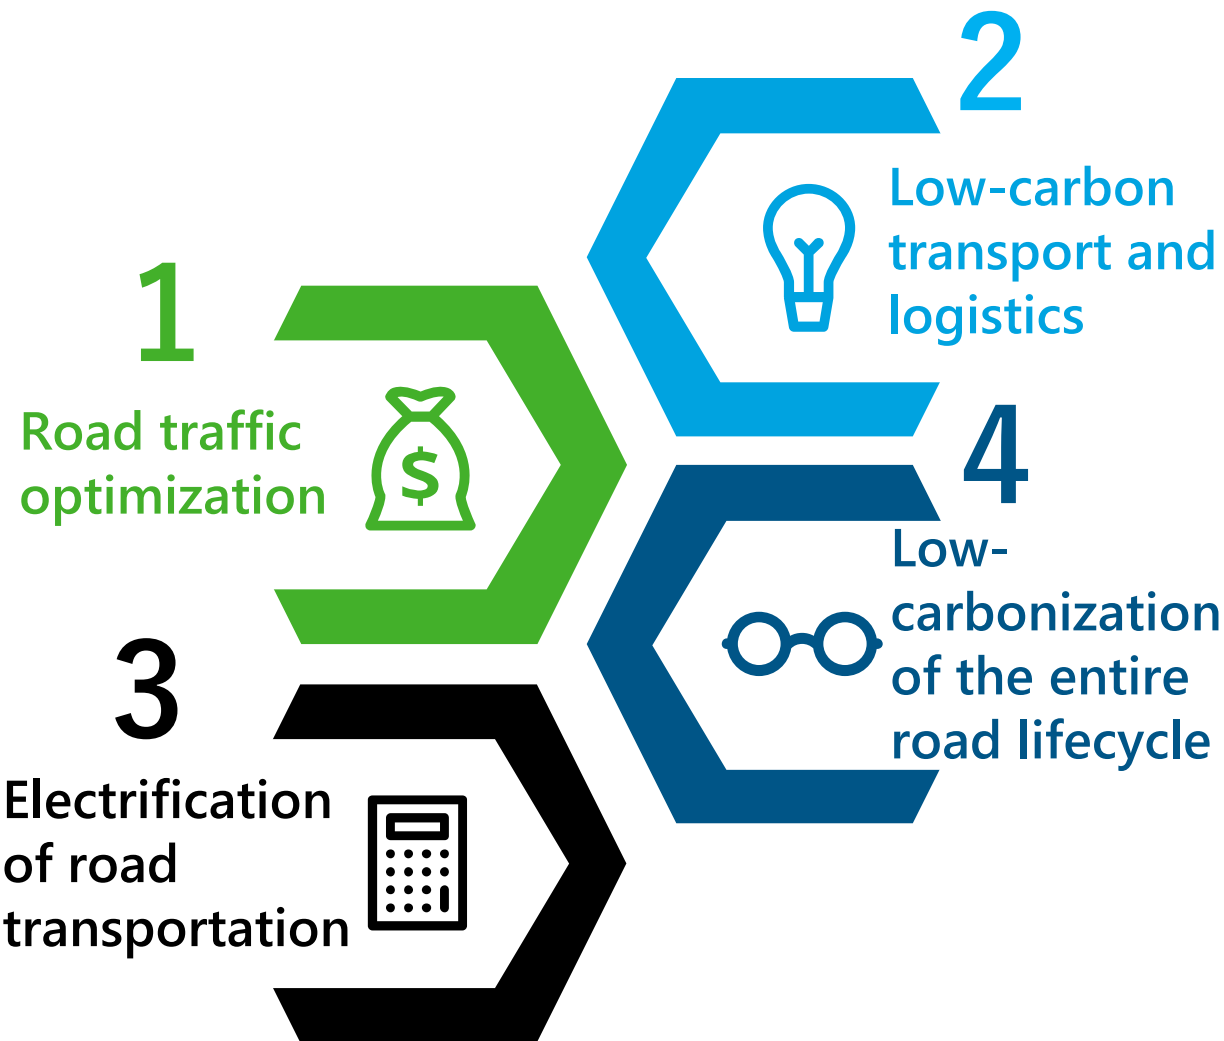 1
Road traffic
optimization
$
2
Low-carbon
transport and
logistics
3
Electrification
of road
transportation
4
Low-
carbonization
of the entire
road lifecycle